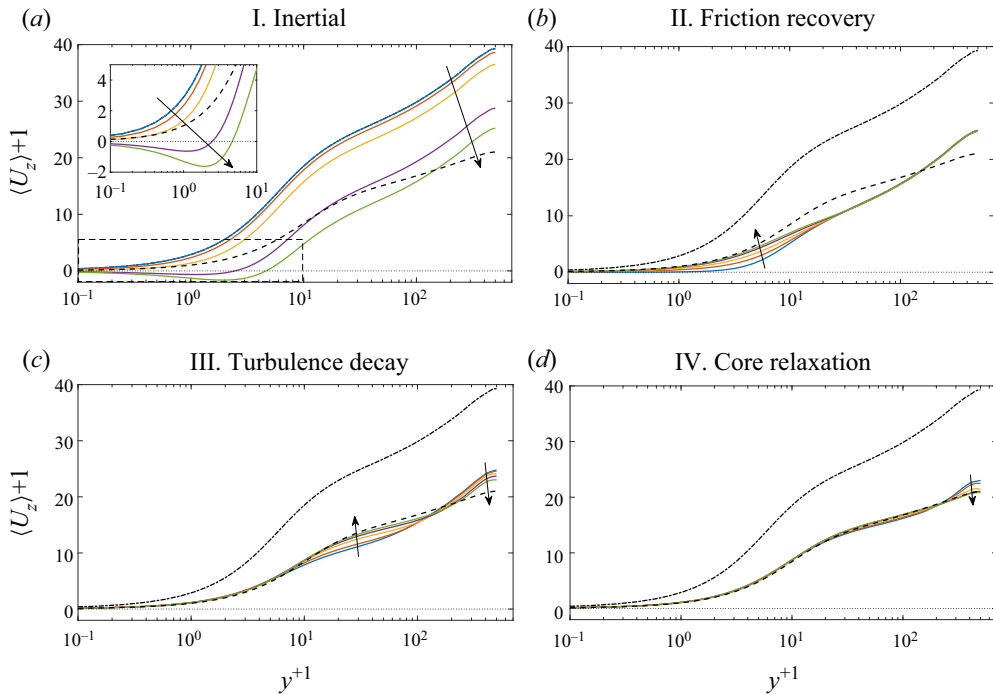 (a) I. Inertial
40
30
20
10
0
⟨U_z⟩+1
4
2
0
−2
10^−1 10^0 10^1
10^−1 10^0 10^1 10^2
(b) II. Friction recovery
40
30
20
10
0
10^−1 10^0 10^1 10^2
(c) III. Turbulence decay
40
30
20
10
0
⟨U_z⟩+1
10^−1 10^0 10^1 10^2
y^+1
(d) IV. Core relaxation
40
30
20
10
0
10^−1 10^0 10^1 10^2
y^+1